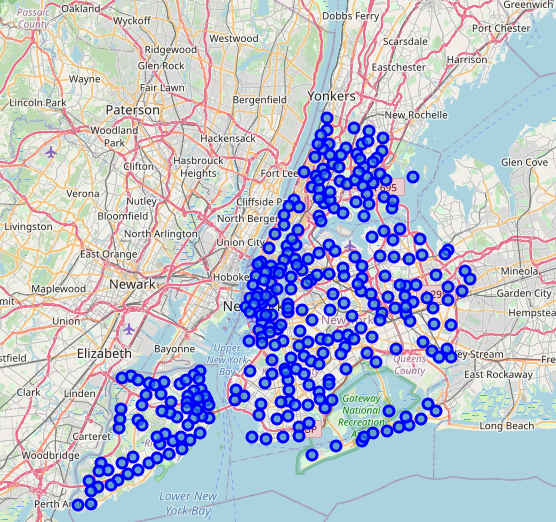 Oakland
Dobbs Ferry
Greenwich
Passaic
County
Wyckoff
Port Chester
Ridgewood
Westwood
Scarsdale
Glen Rock
Harrison
Wayne
Fair Lawn
Eastchester
Lincoln Park
Bergenfield
Yonkers
Paterson
New Rochelle
Woodland
Park
Hackensack
Clifton
Hasbrouck
Heights
Glen Cove
Fort Lee
Verona
Nutley
Cliffside Park
Livingston
Bloomfield
North Bergen
North Arlington
Union City
East Orange
Mineola
Maplewood
Newark
Hoboken
Garden City
Union
Hempstead
Elizabeth
Bayonne
Upper
New York
Bay
Queens
County
East Rockaway
Clark
Linden
Gateway
National
Recreation
Long Beach
Carteret
Woodbridge
Perth Amboy
Lower New
York Bay